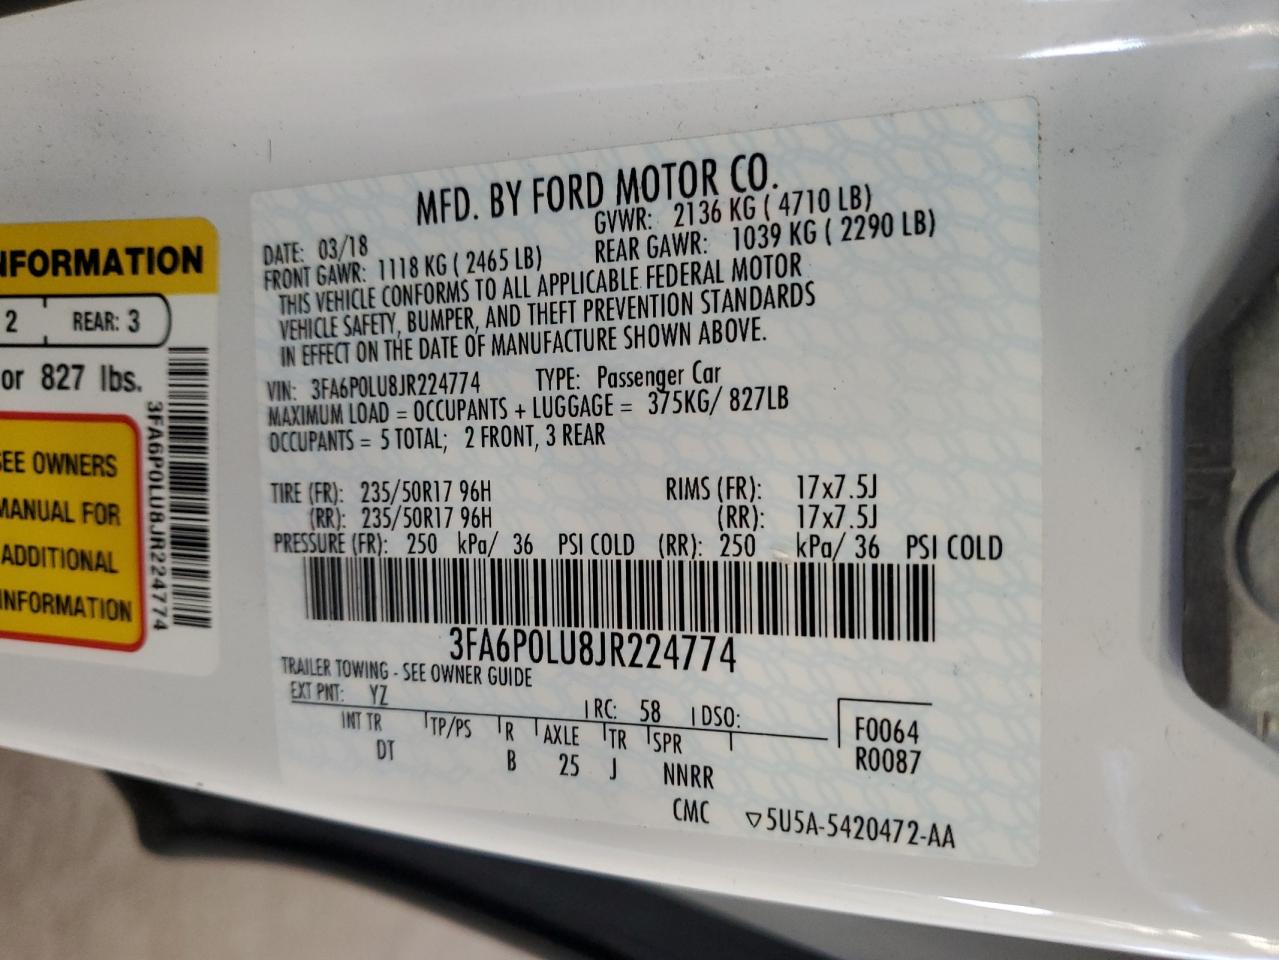 INFORMATION
2 REAR: 3
or 827 lbs.
SEE OWNERS
MANUAL FOR
ADDITIONAL
INFORMATION
3FA6P0LU8JR224774
MFD. BY FORD MOTOR CO.
DATE: 03/18 GVWR: 2136 KG ( 4710 LB)
FRONT GAWR: 1118 KG ( 2465 LB) REAR GAWR: 1039 KG ( 2290 LB)
THIS VEHICLE CONFORMS TO ALL APPLICABLE FEDERAL MOTOR
VEHICLE SAFETY, BUMPER, AND THEFT PREVENTION STANDARDS
IN EFFECT ON THE DATE OF MANUFACTURE SHOWN ABOVE.
VIN: 3FA6P0LU8JR224774 TYPE: Passenger Car
MAXIMUM LOAD = OCCUPANTS + LUGGAGE = 375KG/ 827LB
OCCUPANTS = 5 TOTAL; 2 FRONT, 3 REAR
TIRE (FR): 235/50R17 96H RIMS (FR): 17x7.5J
(RR): 235/50R17 96H (RR): 17x7.5J
PRESSURE (FR): 250 kPa/ 36 PSI COLD (RR): 250 kPa/ 36 PSI COLD
3FA6P0LU8JR224774
TRAILER TOWING - SEE OWNER GUIDE
EXT PNT: YZ RC: 58 DSO:
INT TR TP/PS R AXLE TR SPR F0064
DT B 25 J NNRR R0087
CMC ▽5U5A-5420472-AA